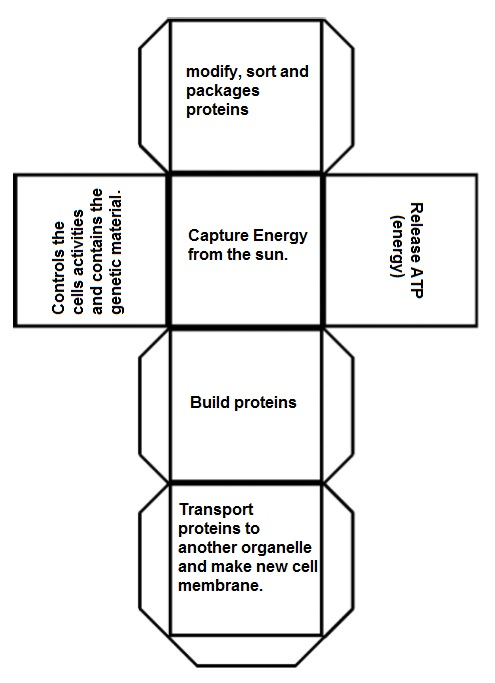 modify, sort and
packages
proteins
Controls the
cells activities
and contains the
genetic material.
Capture Energy
from the sun.
Release ATP
(energy)
Build proteins
Transport
proteins to
another organelle
and make new cell
membrane.